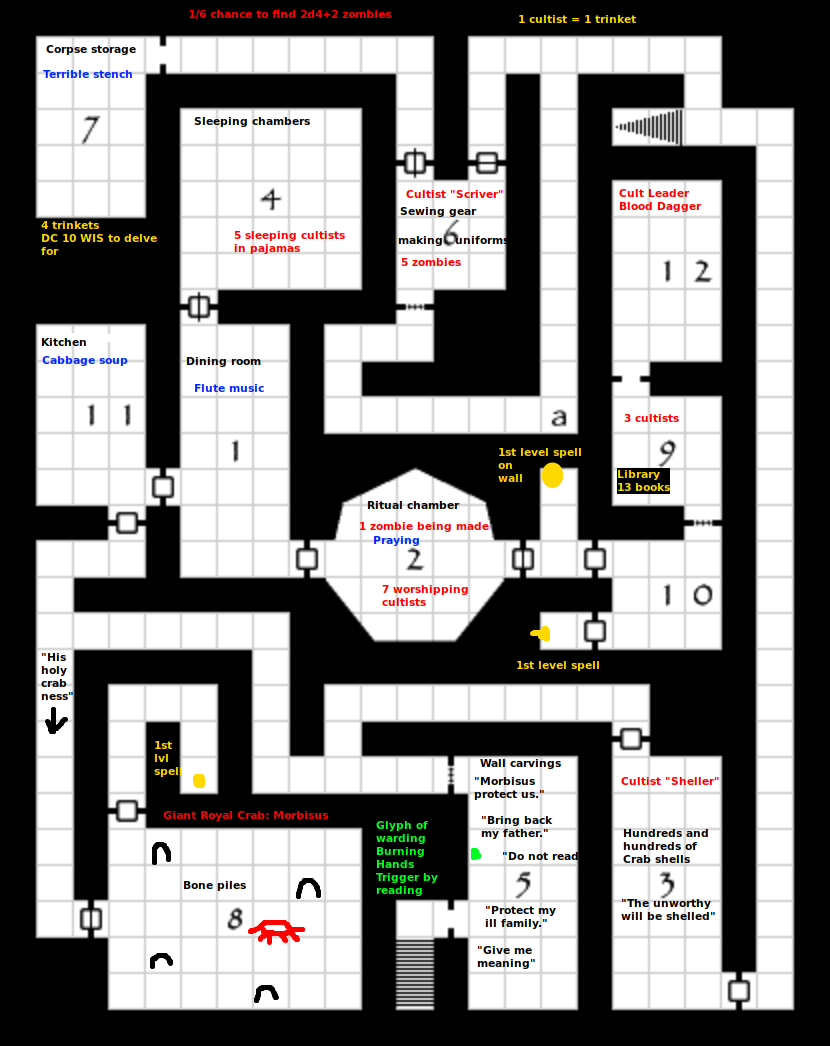 1/6 chance to find 2d4+2 zombies
1 cultist = 1 trinket
Corpse storage
Terrible stench
7
4 trinkets
DC 10 WIS to delve
for
Sleeping chambers
4
5 sleeping cultists
in pajamas
Cultist "Scriver"
Sewing gear
6
making uniforms
5 zombies
Cult Leader
Blood Dagger
1 2
Kitchen
Cabbage soup
1 1
Dining room
Flute music
1
a
3 cultists
9
Library
13 books
1st level spell
on
wall
Ritual chamber
1 zombie being made
Praying
2
7 worshipping
cultists
1 0
1st level spell
"His
holy
crab
ness"
1st
lvl
spell
Giant Royal Crab: Morbisus
Bone piles
8
Glyph of
warding
Burning
Hands
Trigger by
reading
Wall carvings
"Morbisus
protect us."
"Bring back
my father."
"Do not read
5
"Protect my
ill family."
"Give me
meaning"
Cultist "Sheller"
Hundreds and
hundreds of
Crab shells
3
"The unworthy
will be shelled"